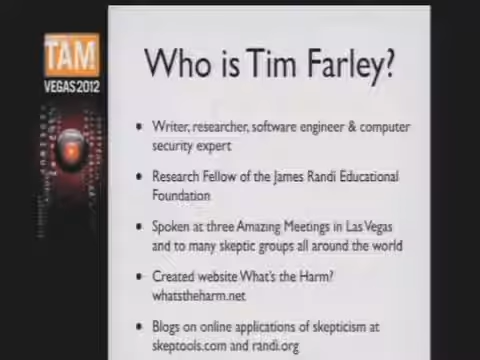 TAM!
VEGAS 2012
Who is Tim Farley?
• Writer, researcher, software engineer & computer
security expert
• Research Fellow of the James Randi Educational
Foundation
• Spoken at three Amazing Meetings in Las Vegas
and to many skeptic groups all around the world
• Created website What's the Harm?
whatstheharm.net
• Blogs on online applications of skepticism at
skeptools.com and randi.org